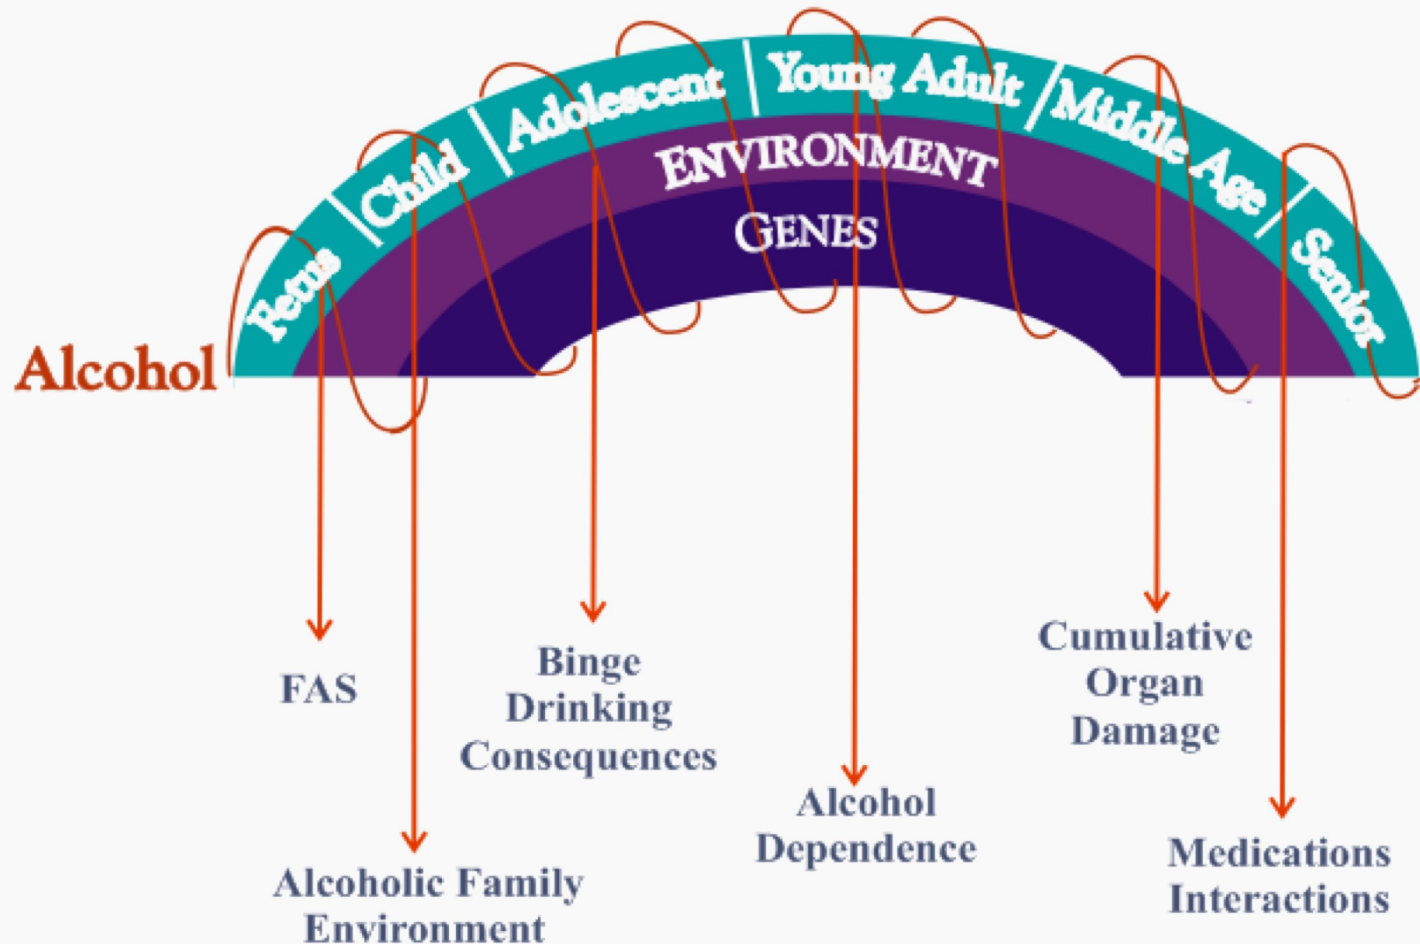 Fetus
Child
Adolescent
Young Adult
Middle Age
Senior
ENVIRONMENT
GENES
Alcohol
FAS
Alcoholic Family
Environment
Binge
Drinking
Consequences
Alcohol
Dependence
Cumulative
Organ
Damage
Medications
Interactions